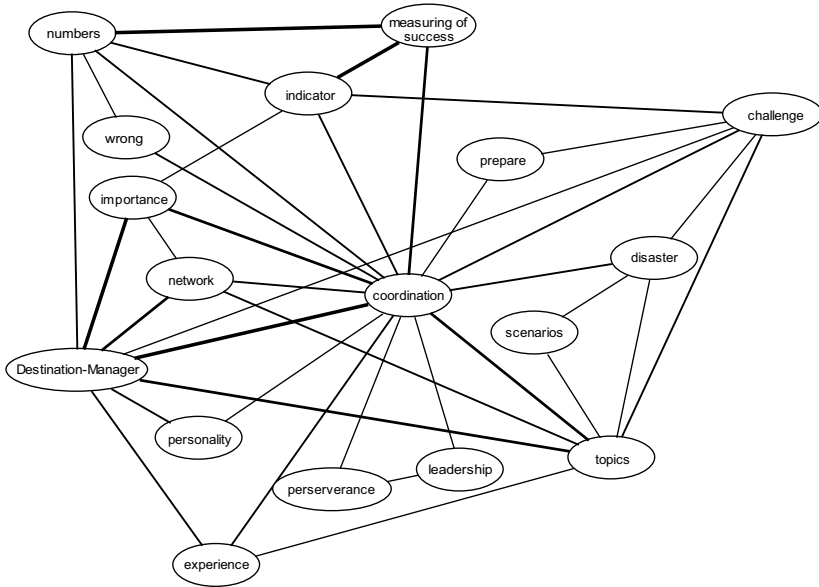 numbers
measuring of
success
indicator
challenge
wrong
prepare
importance
network
disaster
coordination
scenarios
Destination-Manager
personality
topics
leadership
perserverance
experience